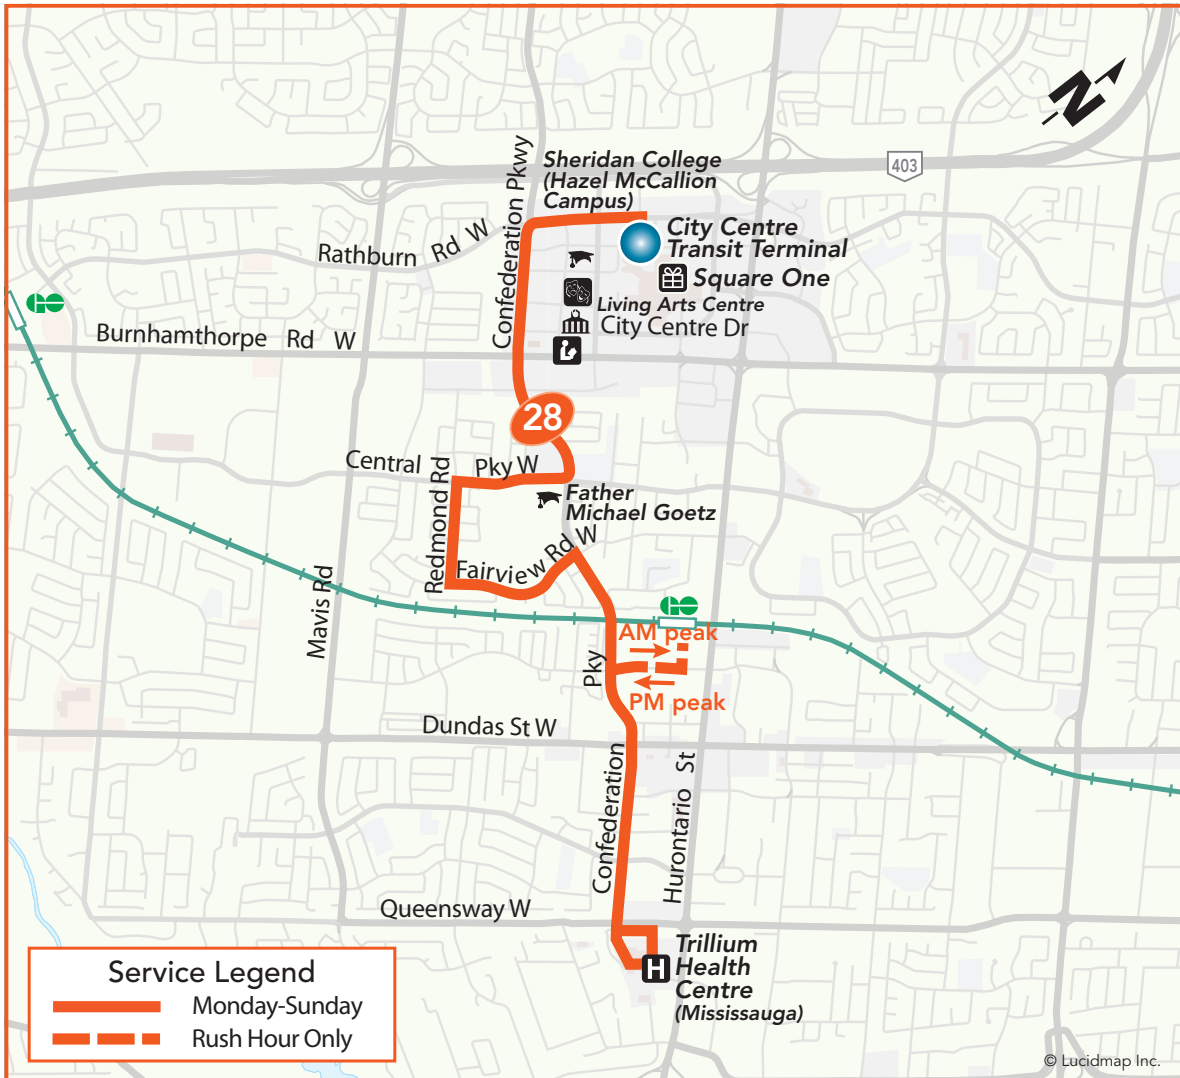 N
403
Confederation Pkwy
Sheridan College
(Hazel McCallion
Campus)
City Centre
Transit Terminal
Rathburn Rd W
Square One
GO
Living Arts Centre
City Centre Dr
Burnhamthorpe Rd W
28
Central Pky W
Redmond Rd
Father
Michael Goetz
Fairview Rd W
Mavis Rd
GO
AM peak
Pky
PM peak
Dundas St W
Confederation
Hurontario St
Queensway W
Trillium
Health
Centre
(Mississauga)
H
Service Legend
Monday-Sunday
Rush Hour Only
© Lucidmap Inc.